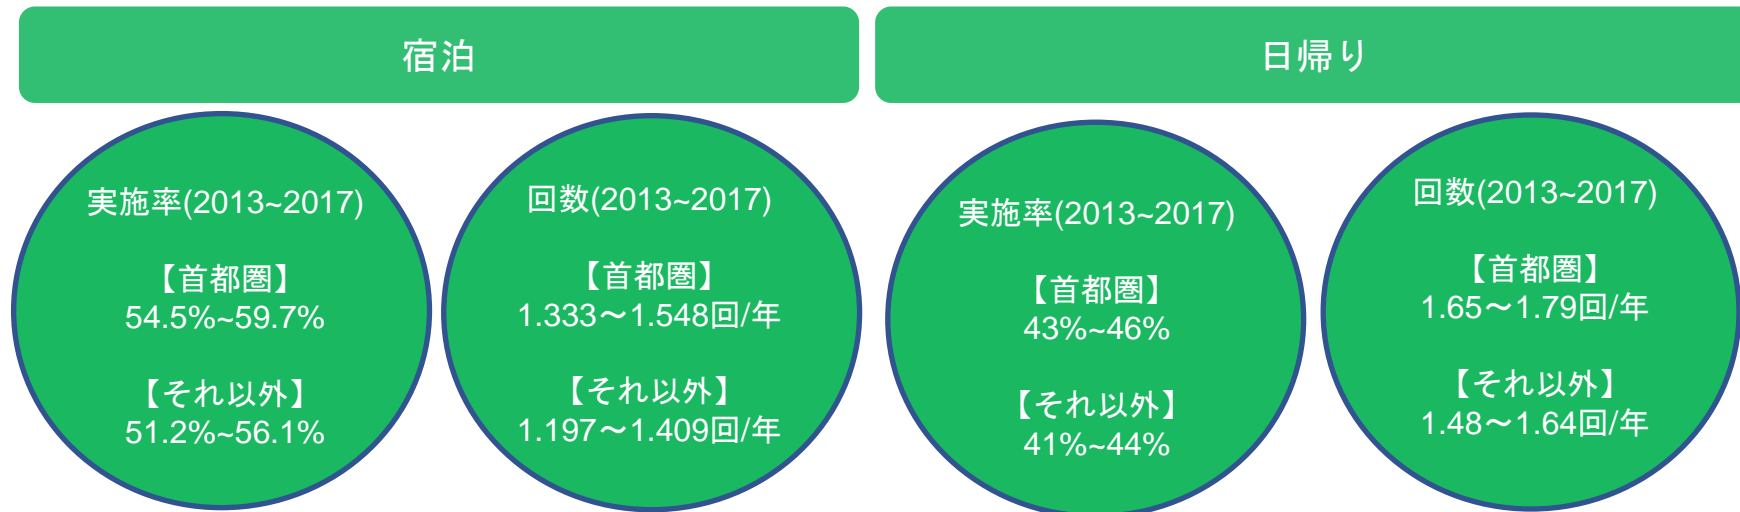 宿泊
日帰り
実施率(2013~2017)
【首都圏】
54.5%~59.7%
【それ以外】
51.2%~56.1%
回数(2013~2017)
【首都圏】
1.333～1.548回/年
【それ以外】
1.197～1.409回/年
実施率(2013~2017)
【首都圏】
43%~46%
【それ以外】
41%~44%
回数(2013~2017)
【首都圏】
1.65～1.79回/年
【それ以外】
1.48～1.64回/年